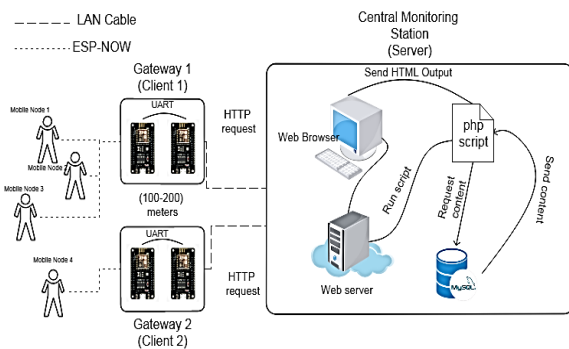 LAN Cable
ESP-NOW
Central Monitoring
Station
(Server)
Gateway 1
(Client 1)
UART
HTTP
request
Send HTML Output
Web Browser
php
script
Mobile Node 1
Mobile Node
Mobile Node 3
(100-200)
meters
Run script
Request
content
Send content
UART
Mobile Node 4
HTTP
request
Web server
MySQL
Gateway 2
(Client 2)